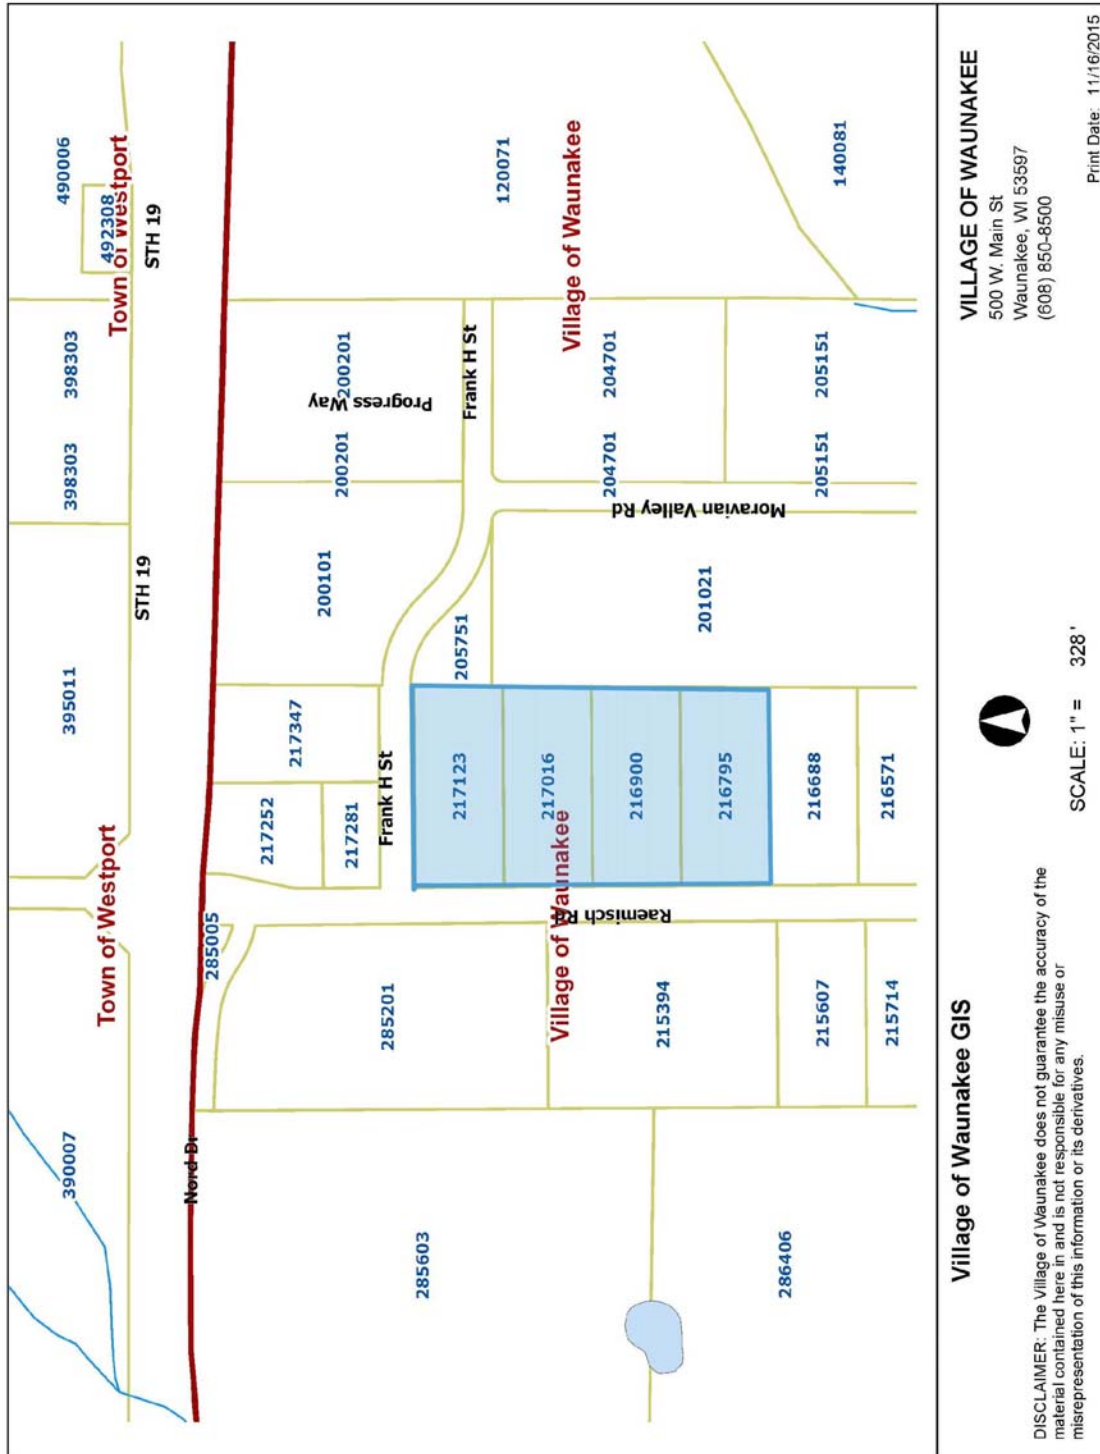 390007
395011
398303
398303
490006
492308
Town of Westport
Town of Westport
STH 19
STH 19
Nord Dr
285005
217252
217347
200101
200201
200201
Progress Way
217281
Frank H St
285201
285603
217123
205751
Frank H St
120071
217016
Village of Waunakee
Village of Waunakee
204701
204701
Raemisch Rd
216900
215394
Moravian Valley Rd
201021
216795
286406
216688
215607
205151
205151
140081
215714
216571
Village of Waunakee GIS
DISCLAIMER: The Village of Waunakee does not guarantee the accuracy of the
material contained here in and is not responsible for any misuse or
misrepresentation of this information or its derivatives.
SCALE: 1" = 328'
VILLAGE OF WAUNAKEE
500 W. Main St
Waunakee, WI 53597
(608) 850-8500
Print Date: 11/16/2015